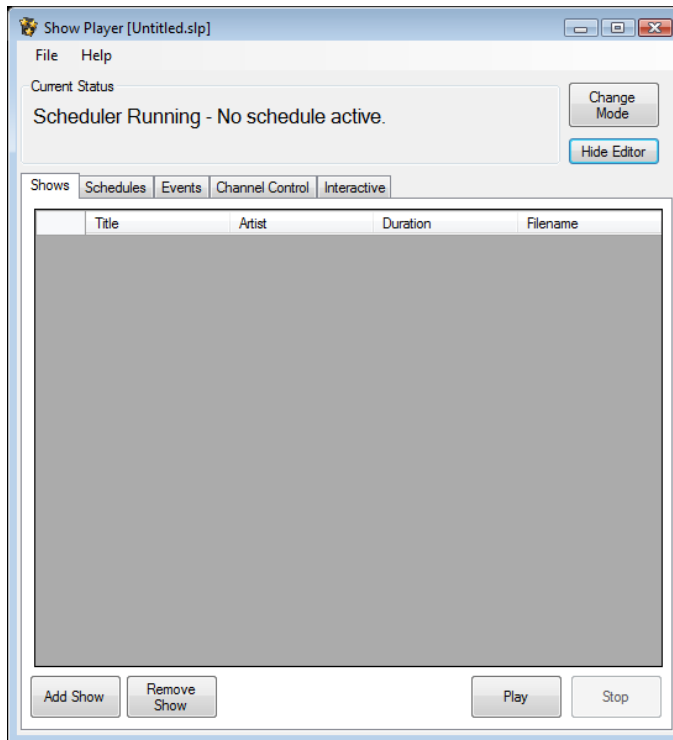 Show Player [Untitled.slp]
File Help
Current Status
Scheduler Running - No schedule active.
Change
Mode
Hide Editor
Shows Schedules Events Channel Control Interactive
Title Artist Duration Filename
Add Show Remove
Show Play Stop